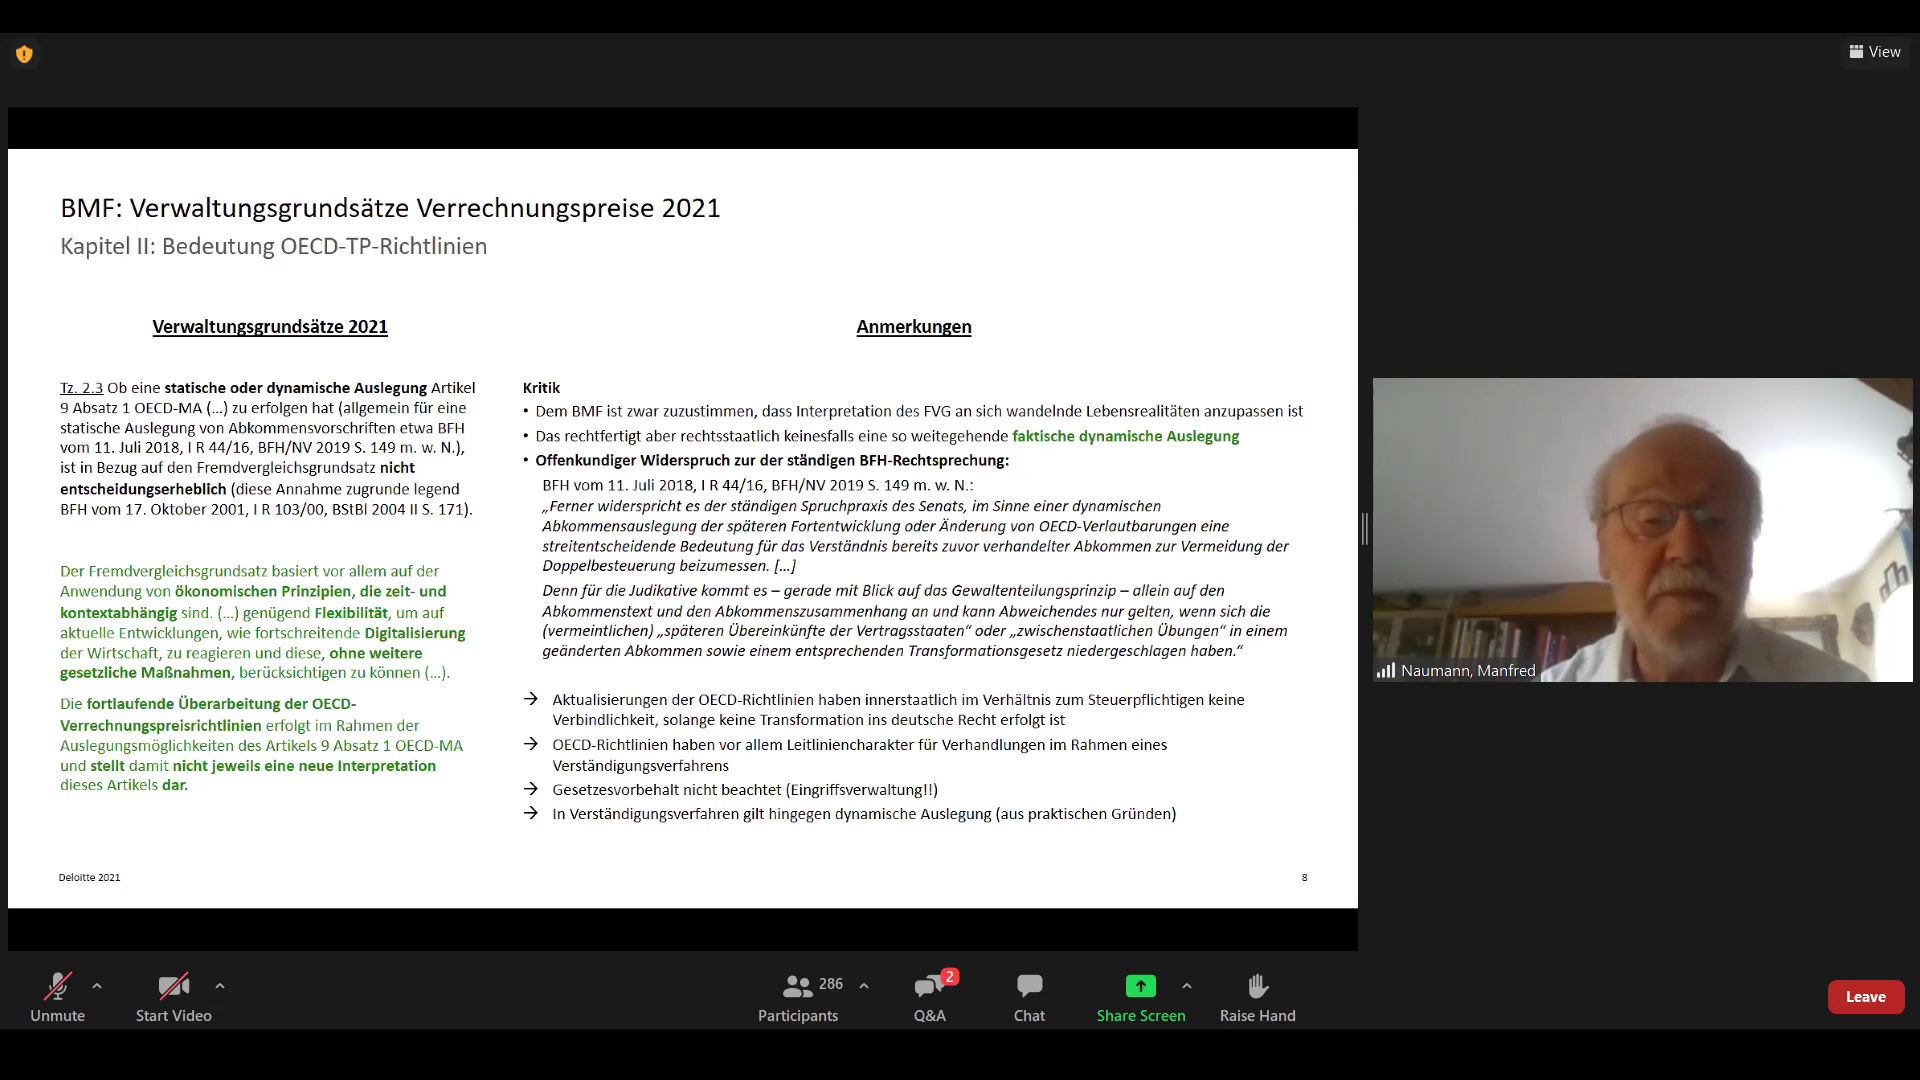 View
BMF: Verwaltungsgrundsätze Verrechnungspreise 2021
Kapitel II: Bedeutung OECD-TP-Richtlinien
Verwaltungsgrundsätze 2021
Tz. 2.3 Ob eine statische oder dynamische Auslegung Artikel
9 Absatz 1 OECD-MA (...) zu erfolgen hat (allgemein für eine
statische Auslegung von Abkommensvorschriften etwa BFH
vom 11. Juli 2018, I R 44/16, BFH/NV 2019 S. 149 m. w. N.),
ist in Bezug auf den Fremdvergleichsgrundsatz nicht
entscheidungserheblich (diese Annahme zugrunde legend
BFH vom 17. Oktober 2001, I R 103/00, BStBl 2004 II S. 171).
Der Fremdvergleichsgrundsatz basiert vor allem auf der
Anwendung von ökonomischen Prinzipien, die zeit- und
kontextabhängig sind. (...) genügend Flexibilität, um auf
aktuelle Entwicklungen, wie fortschreitende Digitalisierung
der Wirtschaft, zu reagieren und diese, ohne weitere
gesetzliche Maßnahmen, berücksichtigen zu können (...).
Die fortlaufende Überarbeitung der OECD-
Verrechnungspreisrichtlinien erfolgt im Rahmen der
Auslegungsmöglichkeiten des Artikels 9 Absatz 1 OECD-MA
und stellt damit nicht jeweils eine neue Interpretation
dieses Artikels dar.
Anmerkungen
Kritik
• Dem BMF ist zwar zuzustimmen, dass Interpretation des FVG an sich wandelnde Lebensrealitäten anzupassen ist
• Das rechtfertigt aber rechtsstaatlich keinesfalls eine so weitegehende faktische dynamische Auslegung
• Offenkundiger Widerspruch zur der ständigen BFH-Rechtsprechung:
BFH vom 11. Juli 2018, I R 44/16, BFH/NV 2019 S. 149 m. w. N.:
„Ferner widerspricht es der ständigen Spruchpraxis des Senats, im Sinne einer dynamischen
Abkommensauslegung der späteren Fortentwicklung oder Änderung von OECD-Verlautbarungen eine
streitentscheidende Bedeutung für das Verständnis bereits zuvor verhandelter Abkommen zur Vermeidung der
Doppelbesteuerung beizumessen. [...]
Denn für die Judikative kommt es – gerade mit Blick auf das Gewaltenteilungsprinzip – allein auf den
Abkommenstext und den Abkommenszusammenhang an und kann Abweichendes nur gelten, wenn sich die
(vermeintlichen) „späteren Übereinkünfte der Vertragsstaaten“ oder „zwischenstaatlichen Übungen“ in einem
geänderten Abkommen sowie einem entsprechenden Transformationsgesetz niedergeschlagen haben.“
→ Aktualisierungen der OECD-Richtlinien haben innerstaatlich im Verhältnis zum Steuerpflichtigen keine
Verbindlichkeit, solange keine Transformation ins deutsche Recht erfolgt ist
→ OECD-Richtlinien haben vor allem Leitliniencharakter für Verhandlungen im Rahmen eines
Verständigungsverfahrens
→ Gesetzesvorbehalt nicht beachtet (Eingriffsverwaltung!!)
→ In Verständigungsverfahren gilt hingegen dynamische Auslegung (aus praktischen Gründen)
Deloitte 2021
8
Naumann, Manfred
Unmute
Start Video
286
Participants
2
Q&A
Chat
Share Screen
Raise Hand
Leave